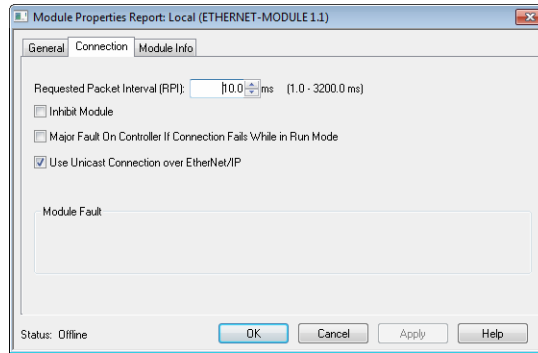 Module Properties Report: Local (ETHERNET-MODULE 1.1)
General Connection Module Info
Requested Packet Interval (RPI): 10.0 ms (1.0 - 3200.0 ms)
Inhibit Module
Major Fault On Controller If Connection Fails While in Run Mode
Use Unicast Connection over EtherNet/IP
Module Fault
Status: Offline OK Cancel Apply Help